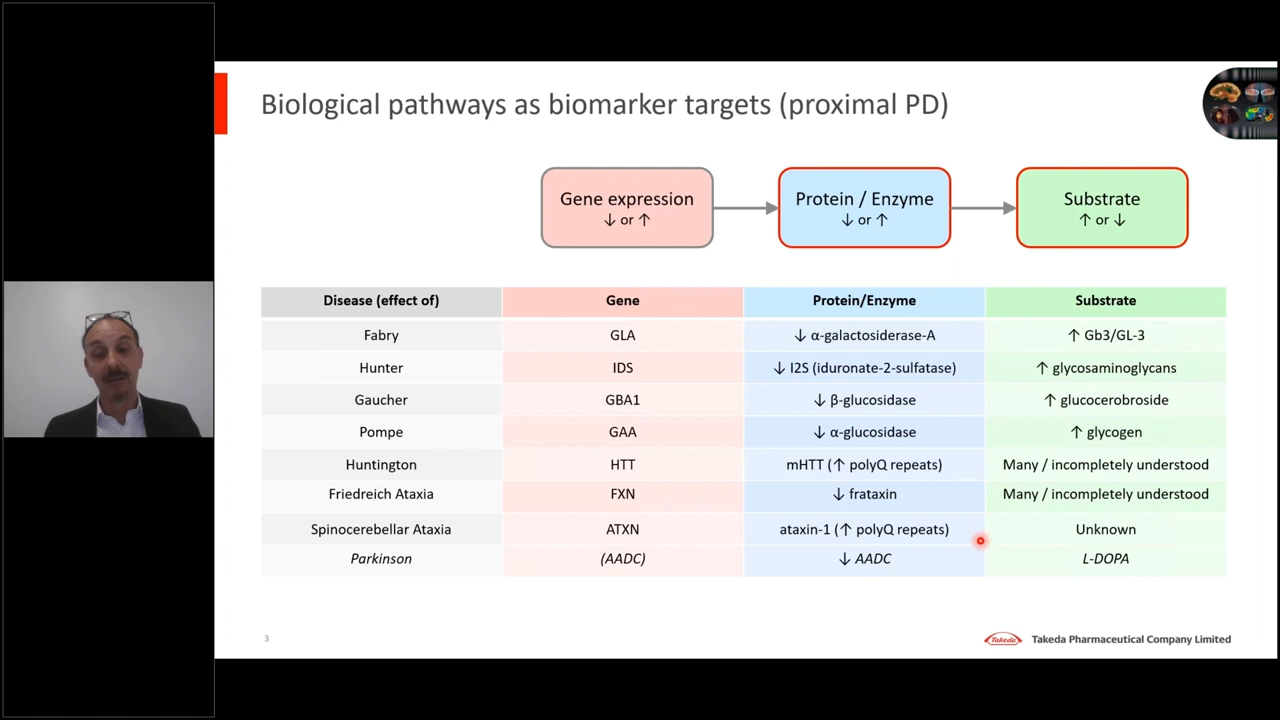 Biological pathways as biomarker targets (proximal PD)
Gene expression
↓ or ↑
Protein / Enzyme
↓ or ↑
Substrate
↑ or ↓
Disease (effect of) Gene Protein/Enzyme Substrate
Fabry GLA ↓ α-galactosiderase-A ↑ Gb3/GL-3
Hunter IDS ↓ I2S (iduronate-2-sulfatase) ↑ glycosaminoglycans
Gaucher GBA1 ↓ β-glucosidase ↑ glucocerobroside
Pompe GAA ↓ α-glucosidase ↑ glycogen
Huntington HTT mHTT (↑ polyQ repeats) Many / incompletely understood
Friedreich Ataxia FXN ↓ frataxin Many / incompletely understood
Spinocerebellar Ataxia ATXN ataxin-1 (↑ polyQ repeats) Unknown
Parkinson (AADC) ↓ AADC L-DOPA
3
Takeda Takeda Pharmaceutical Company Limited